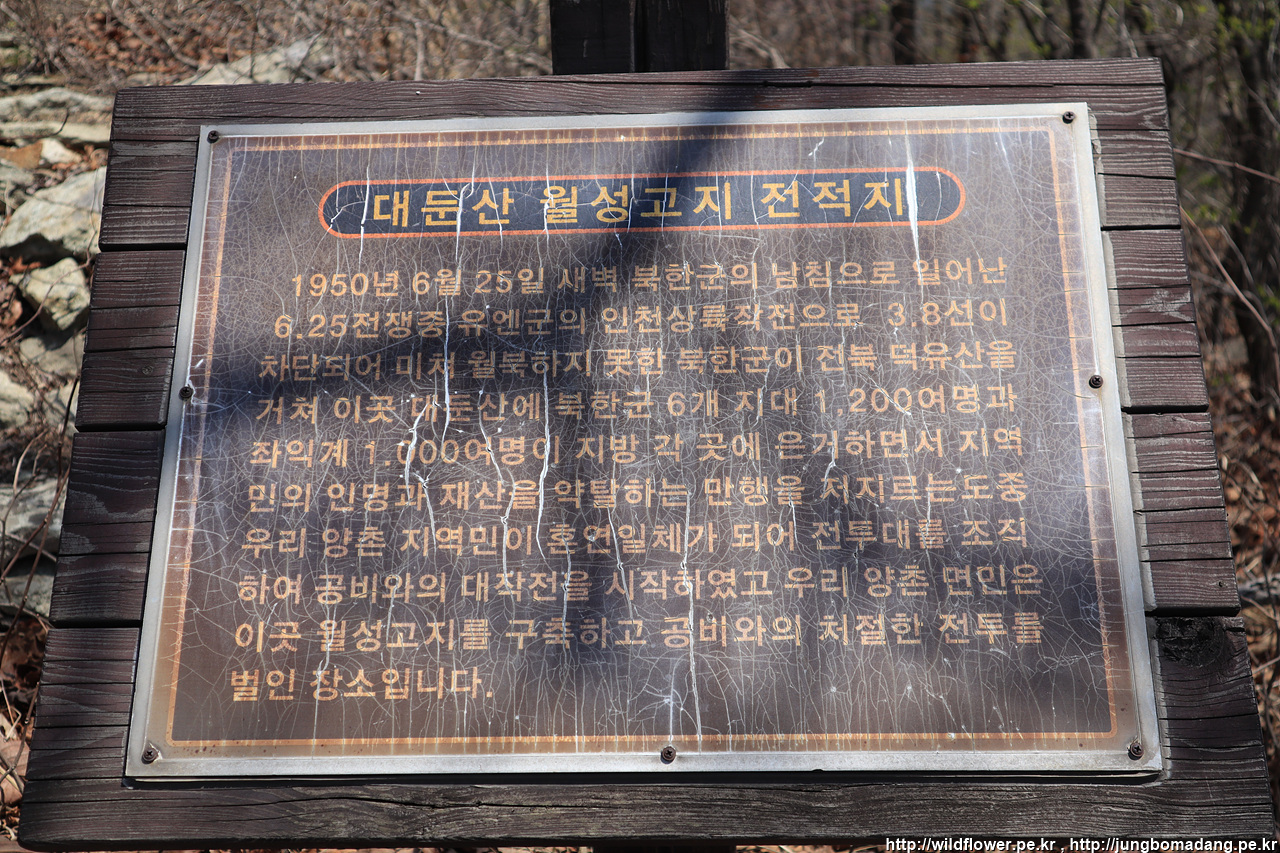 대둔산 월성고지 전적지
1950년 6월 25일 새벽 북한군의 남침으로 일어난
6.25전쟁중 유엔군의 인천상륙작전으로 3.8선이
차단되어 미쳐 월북하지 못한 북한군이 전북 덕유산을
거쳐 이곳 대둔산에 북한군 6개 지대 1,200여명과
좌익계 1.000여명이 지방 각 곳에 은거하면서 지역
민의 인명과 재산을 약탈하는 만행을 저지르는도중
우리 양촌 지역민이 혼연일체가 되어 전투대를 조직
하여 공비와의 대작전을 시작하였고 우리 양촌 면민은
이곳 월성고지를 구축하고 공비와의 처절한 전투를
벌인 장소입니다.
http://wildflower.pe.kr , http://jungbomadang.pe.kr